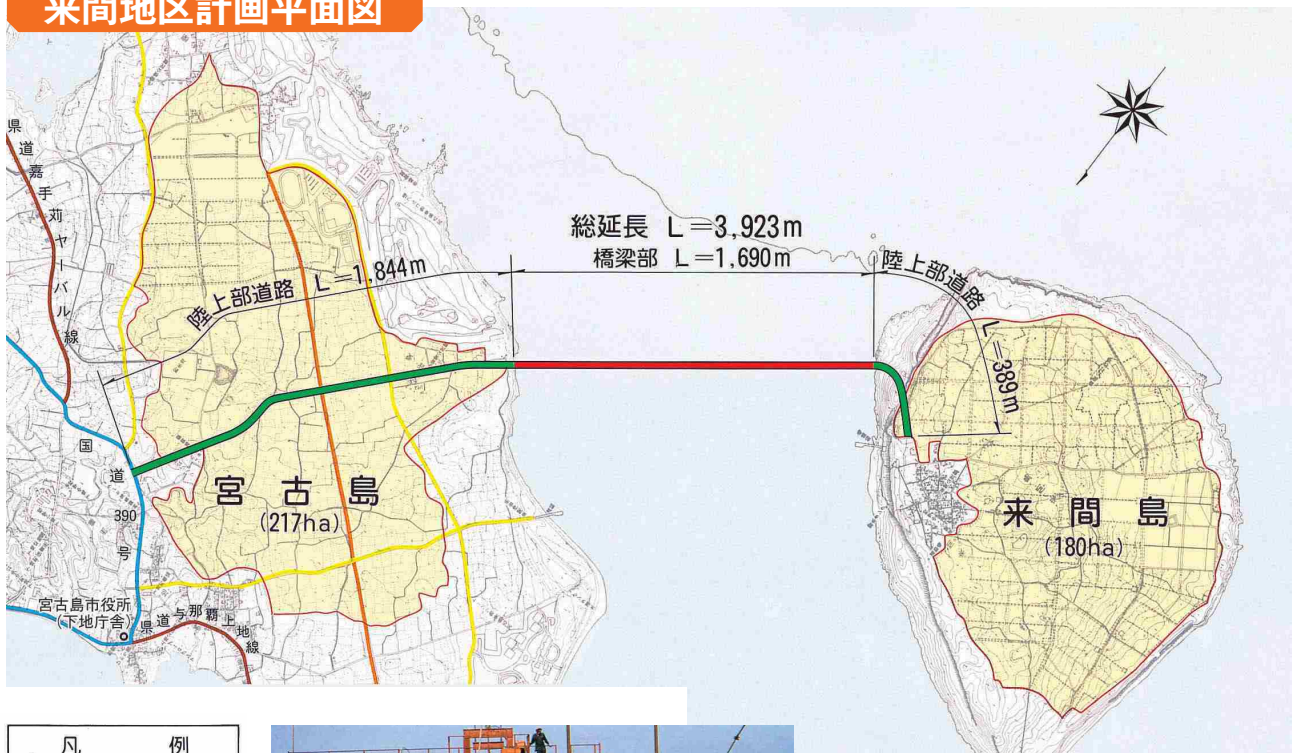 来間地区計画平面図
県道嘉手苅ヤーバル線
総延長 L=3,923m
橋梁部 L=1,690m
陸上部道路 L=1,844m
陸上部道路 L=389m
国道390号
宮古島
(217ha)
来間島
(180ha)
宮古島市役所
(下地庁舎)
県道与那覇上地線
凡 例